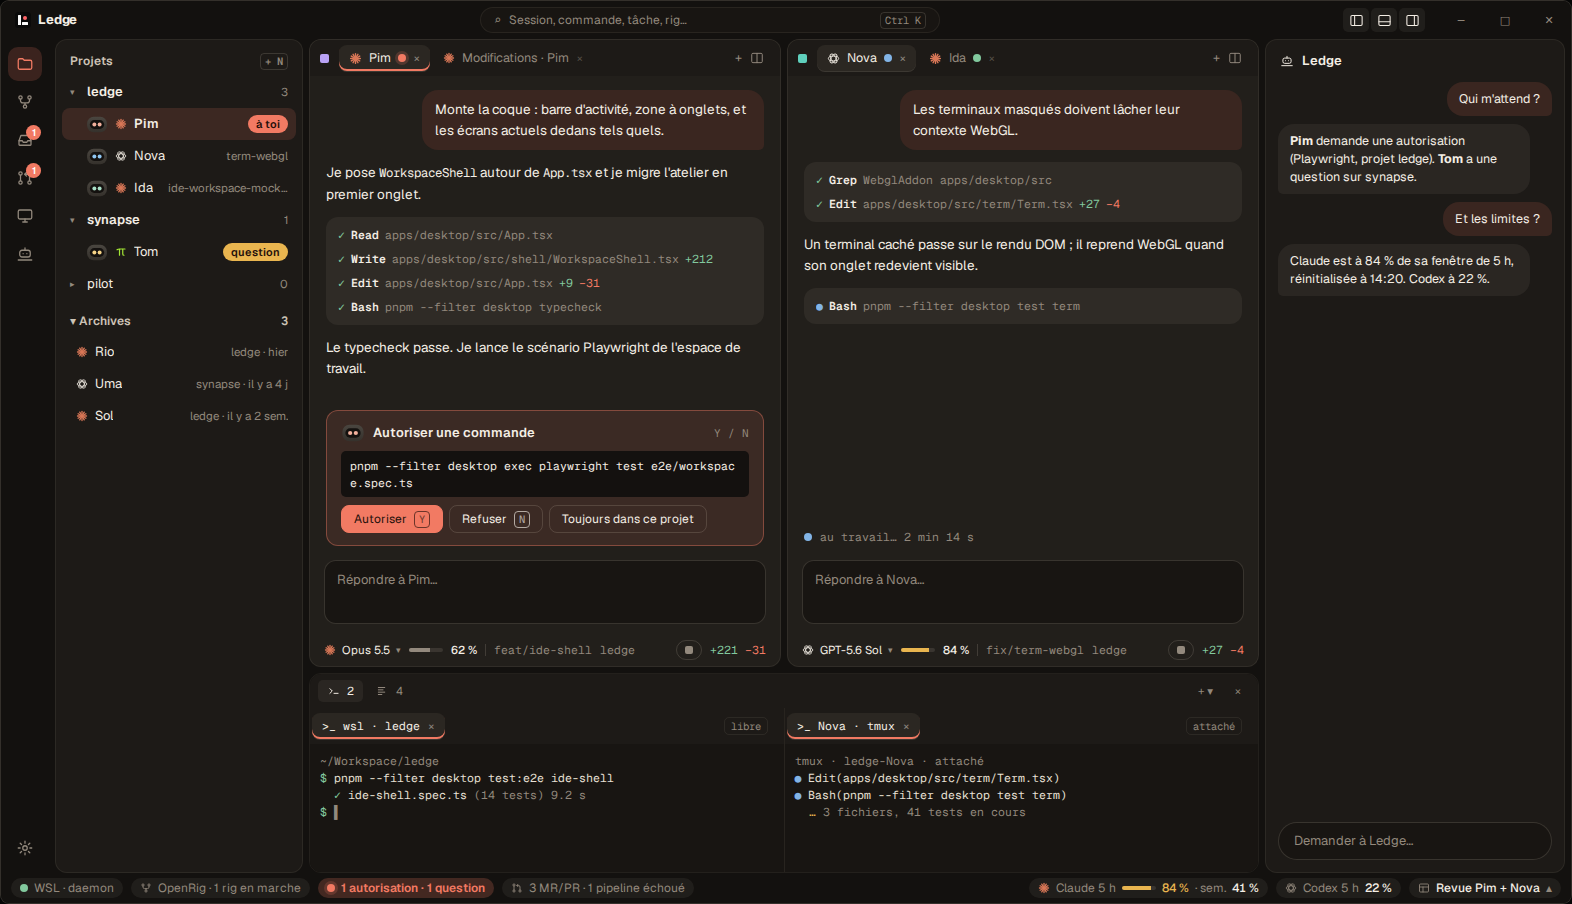 Ledge
Session, commande, tâche, rig…
Ctrl K
Projets
+ N
ledge 3
Pim à toi
Nova term-webgl
Ida ide-workspace-mock…
synapse 1
Tom question
pilot 0
Archives 3
Rio ledge · hier
Uma synapse · il y a 4 j
Sol ledge · il y a 2 sem.
1
1
Pim ×
Modifications · Pim ×
Monte la coque : barre d'activité, zone à onglets, et
les écrans actuels dedans tels quels.
Je pose WorkspaceShell autour de App.tsx et je migre l'atelier en
premier onglet.
✓ Read apps/desktop/src/App.tsx
✓ Write apps/desktop/src/shell/WorkspaceShell.tsx +212
✓ Edit apps/desktop/src/App.tsx +9 −31
✓ Bash pnpm --filter desktop typecheck
Le typecheck passe. Je lance le scénario Playwright de l'espace de
travail.
Autoriser une commande Y / N
pnpm --filter desktop exec playwright test e2e/workspac
e.spec.ts
Autoriser Y Refuser N Toujours dans ce projet
Répondre à Pim…
Opus 5.5 62 % feat/ide-shell ledge +221 −31
Nova ×
Ida ×
Les terminaux masqués doivent lâcher leur
contexte WebGL.
✓ Grep WebglAddon apps/desktop/src
✓ Edit apps/desktop/src/term/Term.tsx +27 −4
Un terminal caché passe sur le rendu DOM ; il reprend WebGL quand
son onglet redevient visible.
Bash pnpm --filter desktop test term
au travail… 2 min 14 s
Répondre à Nova…
GPT-5.6 Sol 84 % fix/term-webgl ledge +27 −4
2 4
>_ wsl · ledge × libre
~/Workspace/ledge
$ pnpm --filter desktop test:e2e ide-shell
✓ ide-shell.spec.ts (14 tests) 9.2 s
$
>_ Nova · tmux × attaché
tmux · ledge-Nova · attaché
Edit(apps/desktop/src/term/Term.tsx)
Bash(pnpm --filter desktop test term)
… 3 fichiers, 41 tests en cours
Ledge
Qui m'attend ?
Pim demande une autorisation
(Playwright, projet ledge). Tom a une
question sur synapse.
Et les limites ?
Claude est à 84 % de sa fenêtre de 5 h,
réinitialisée à 14:20. Codex à 22 %.
Demander à Ledge…
WSL · daemon
OpenRig · 1 rig en marche
1 autorisation · 1 question
3 MR/PR · 1 pipeline échoué
Claude 5 h 84 % · sem. 41 %
Codex 5 h 22 %
Revue Pim + Nova